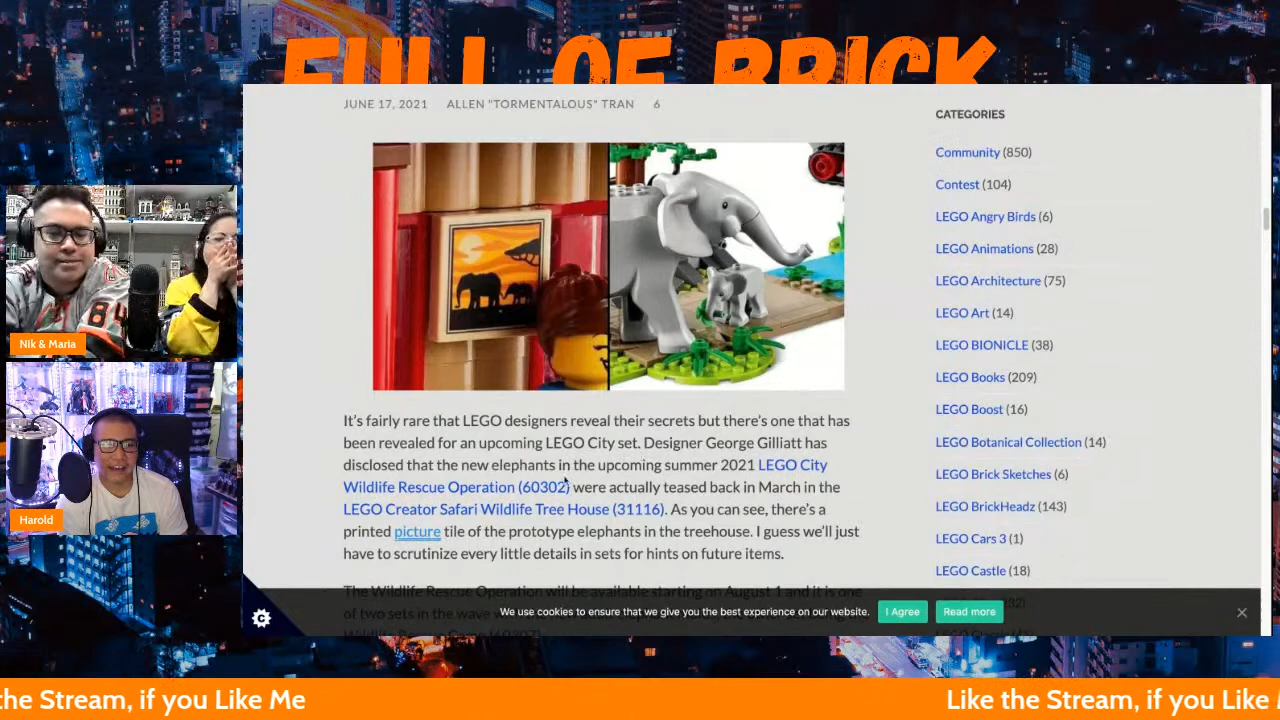 FULL OF BRICK
JUNE 17, 2021 ALLEN "TORMENTALOUS" TRAN 6
It's fairly rare that LEGO designers reveal their secrets but there's one that has
been revealed for an upcoming LEGO City set. Designer George Gilliatt has
disclosed that the new elephants in the upcoming summer 2021 LEGO City
Wildlife Rescue Operation (60302) were actually teased back in March in the
LEGO Creator Safari Wildlife Tree House (31116). As you can see, there's a
printed picture tile of the prototype elephants in the treehouse. I guess we'll just
have to scrutinize every little details in sets for hints on future items.
The Wildlife Rescue Operation will be available starting on August 1 and it is one
of two sets in the wave
CATEGORIES
Community (850)
Contest (104)
LEGO Angry Birds (6)
LEGO Animations (28)
LEGO Architecture (75)
LEGO Art (14)
LEGO BIONICLE (38)
LEGO Books (209)
LEGO Boost (16)
LEGO Botanical Collection (14)
LEGO Brick Sketches (6)
LEGO BrickHeadz (143)
LEGO Cars 3 (1)
LEGO Castle (18)
We use cookies to ensure that we give you the best experience on our website. I Agree Read more
84
Nik & Maria
Harold
the Stream, if you Like Me
Like the Stream, if you Like